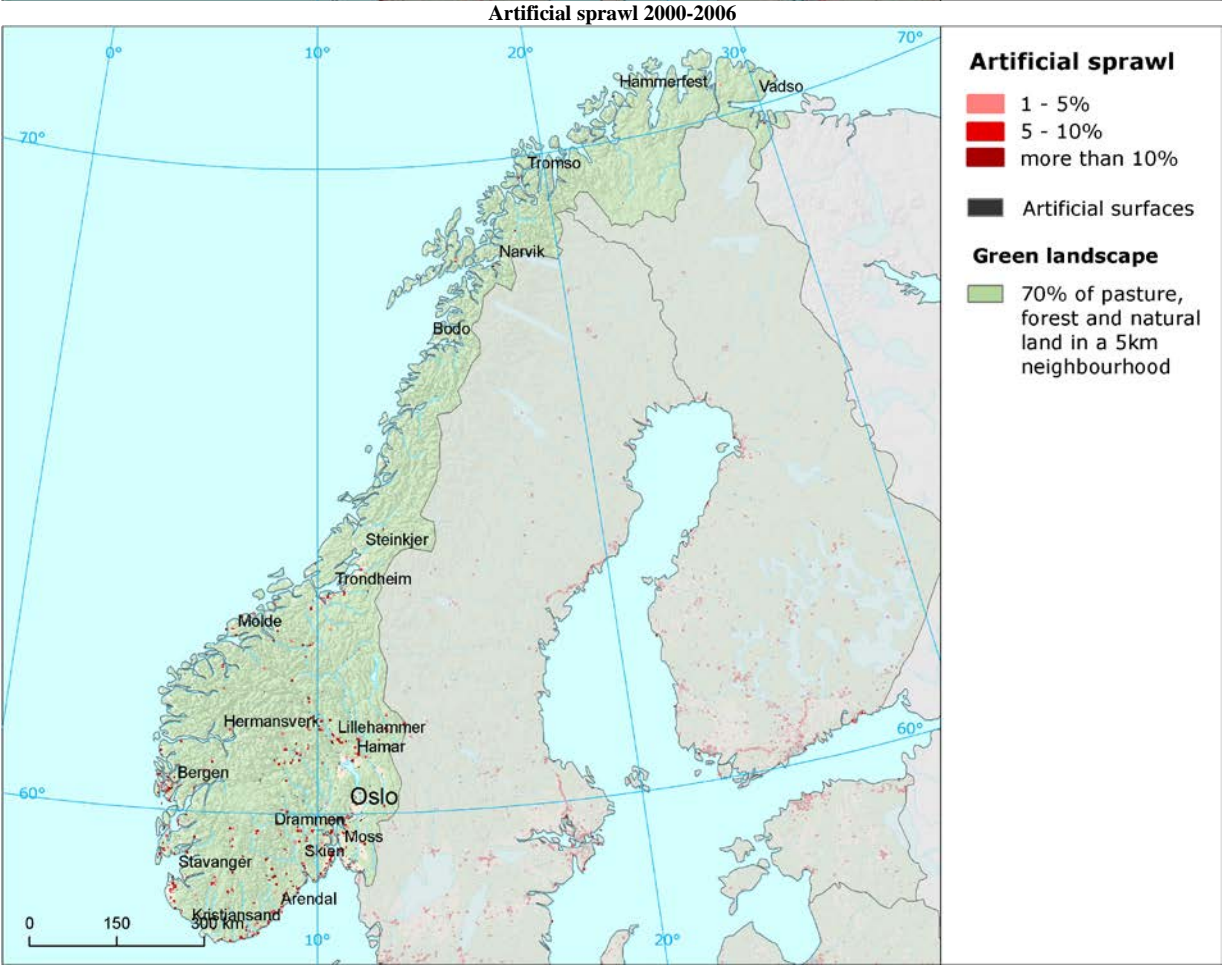 Artificial sprawl 2000-2006
0°
10°
20°
30°
70°
Hammerfest
Vadso
70°
Tromso
Narvik
Bodo
Steinkjer
Trondheim
Molde
Hermansverk
Lillehammer
Hamar
Bergen
60°
60°
Oslo
Drammen
Moss
Skien
Stavanger
Arendal
Kristiansand
0 150 300 km
10°
20°
Artificial sprawl
1 - 5%
5 - 10%
more than 10%
Artificial surfaces
Green landscape
70% of pasture,
forest and natural
land in a 5km
neighbourhood